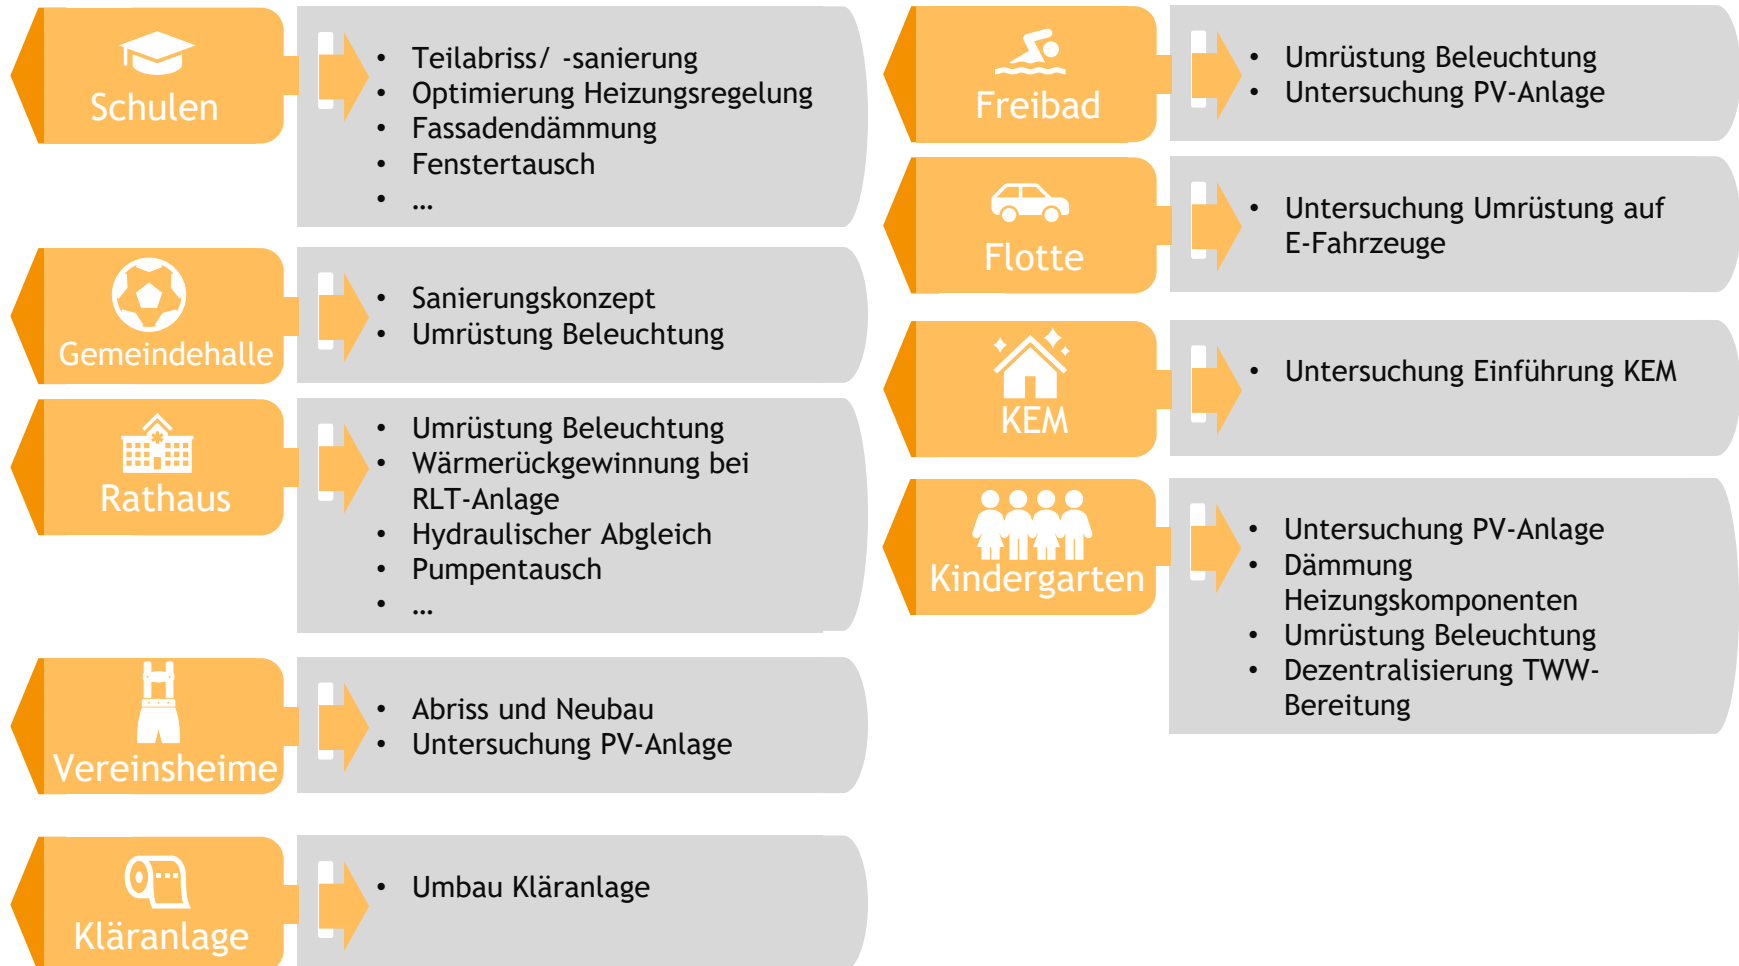 Schulen
• Teilabriss/ -sanierung
• Optimierung Heizungsregelung
• Fassadendämmung
• Fenstertausch
• …
Gemeindehalle
• Sanierungskonzept
• Umrüstung Beleuchtung
Rathaus
• Umrüstung Beleuchtung
• Wärmerückgewinnung bei
RLT-Anlage
• Hydraulischer Abgleich
• Pumpentausch
• …
Vereinsheime
• Abriss und Neubau
• Untersuchung PV-Anlage
Kläranlage
• Umbau Kläranlage
Freibad
• Umrüstung Beleuchtung
• Untersuchung PV-Anlage
Flotte
• Untersuchung Umrüstung auf
E-Fahrzeuge
KEM
• Untersuchung Einführung KEM
Kindergarten
• Untersuchung PV-Anlage
• Dämmung
Heizungskomponenten
• Umrüstung Beleuchtung
• Dezentralisierung TWW-
Bereitung